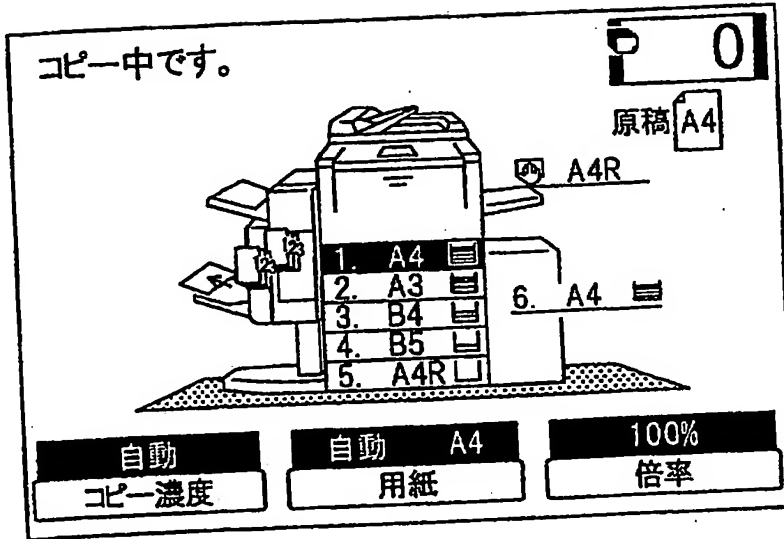 コピー中です。
0
原稿 A4
A4R
1. A4
2. A3
3. B4
4. B5
5. A4R
6. A4
自動
コピー濃度
自動 A4
用紙
100%
倍率